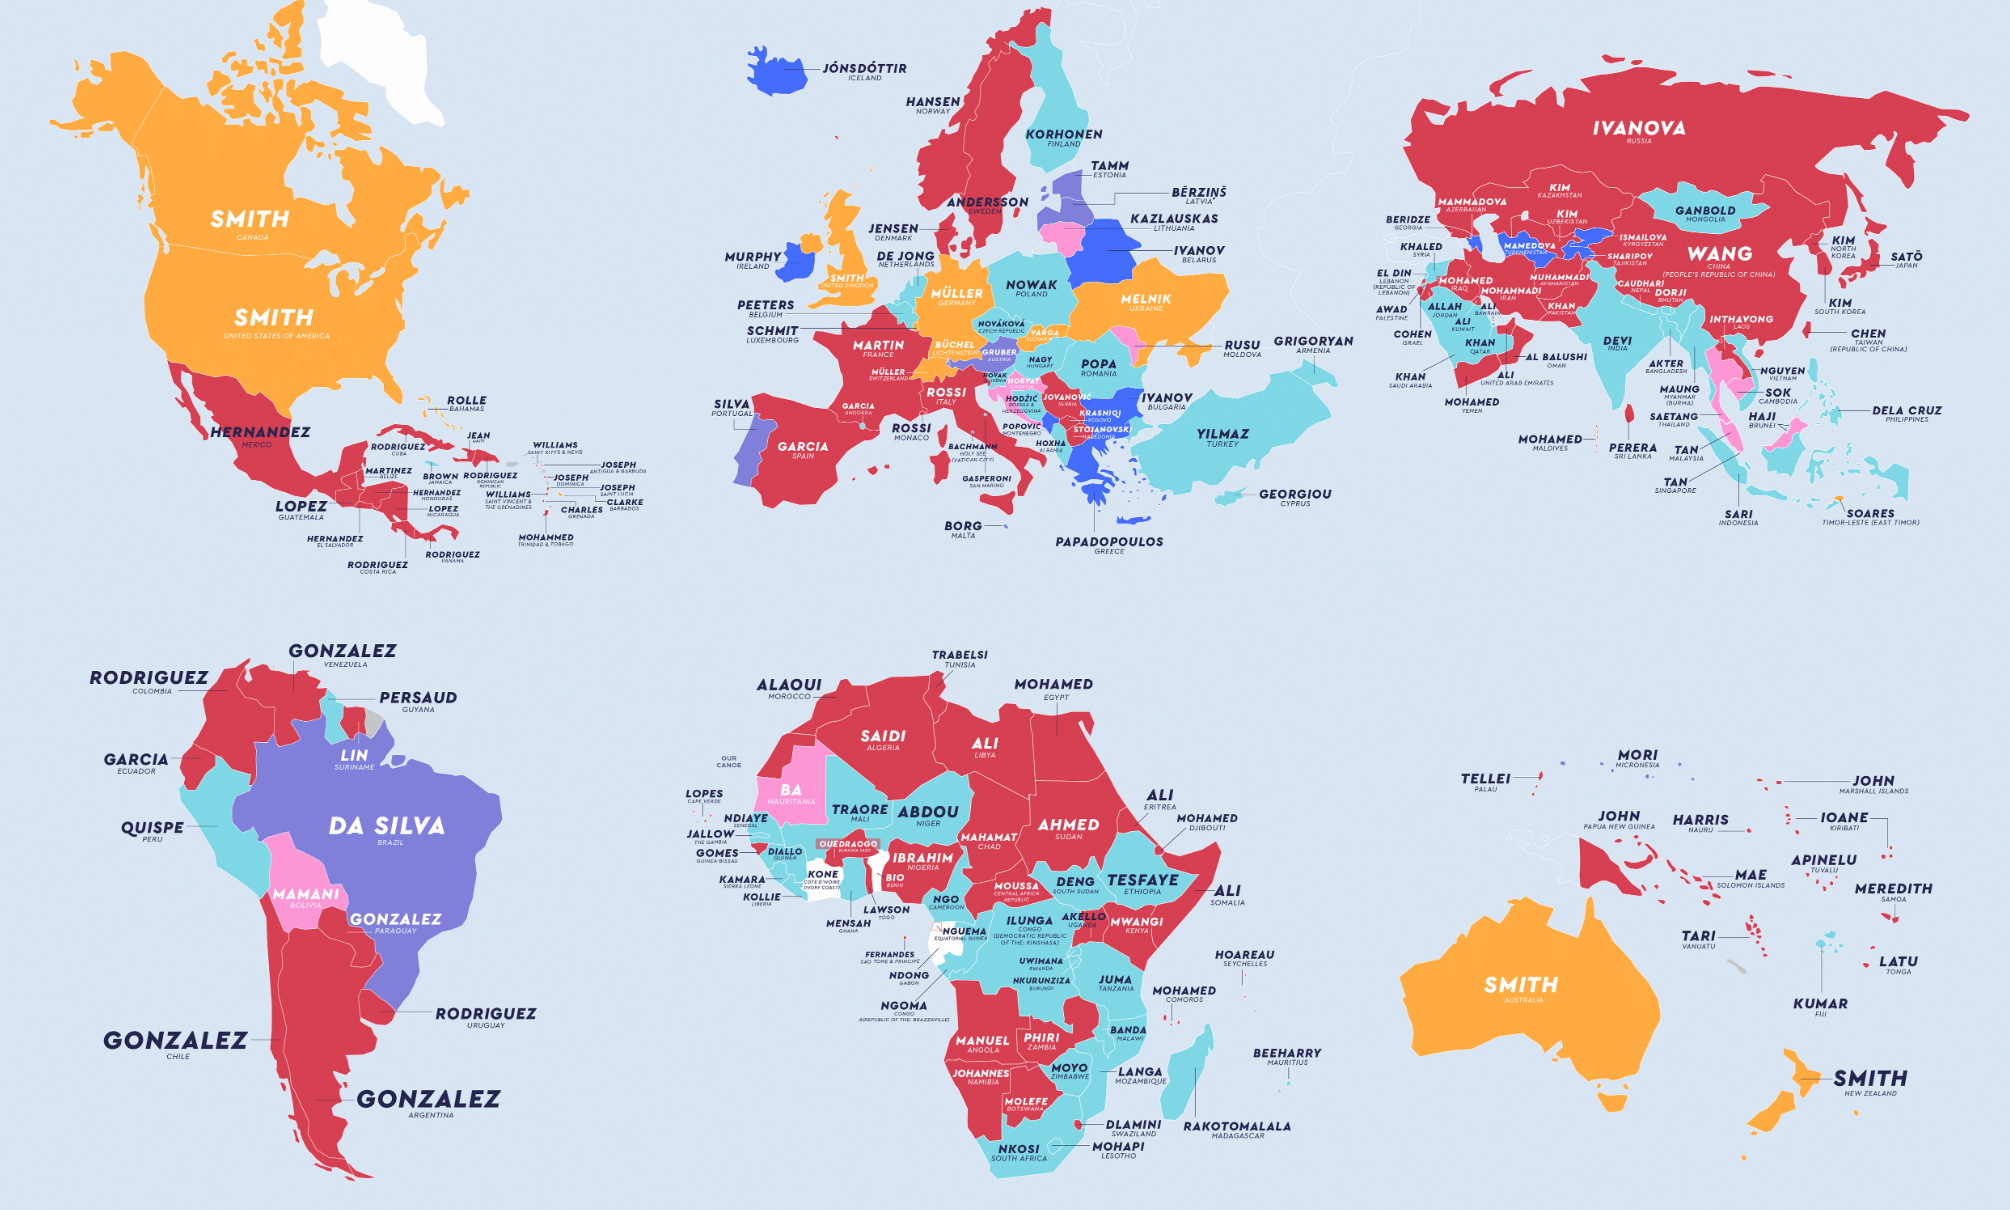 SMITH
CANADA
SMITH
UNITED STATES OF AMERICA
HERNANDEZ
MEXICO
ROLLE
BAHAMAS
RODRIGUEZ
CUBA
JEAN
HAITI
WILLIAMS
SAINT KITTS & NEVIS
MARTINEZ
BELIZE
BROWN
JAMAICA
RODRIGUEZ
DOMINICAN
REPUBLIC
JOSEPH
ANTIGUA & BARBUDA
JOSEPH
DOMINICA
JOSEPH
SAINT LUCIA
HERNANDEZ
HONDURAS
WILLIAMS
SAINT VINCENT &
THE GRENADINES
CLARKE
BARBADOS
LOPEZ
GUATEMALA
LOPEZ
NICARAGUA
CHARLES
GRENADA
HERNANDEZ
EL SALVADOR
MOHAMMED
TRINIDAD & TOBAGO
RODRIGUEZ
PANAMA
RODRIGUEZ
COSTA RICA
JÓNSDÓTTIR
ICELAND
HANSEN
NORWAY
KORHONEN
FINLAND
TAMM
ESTONIA
BĒRZIŅŠ
LATVIA
ANDERSSON
SWEDEN
KAZLAUSKAS
LITHUANIA
JENSEN
DENMARK
IVANOV
BELARUS
MURPHY
IRELAND
DE JONG
NETHERLANDS
SMITH
UNITED KINGDOM
MÜLLER
GERMANY
NOWAK
POLAND
MELNIK
UKRAINE
PEETERS
BELGIUM
SCHMIT
LUXEMBOURG
NOVÁKOVÁ
CZECH REPUBLIC
VARGA
SLOVAKIA
MARTIN
FRANCE
BÜCHEL
LICHTENSTEIN
GRUBER
AUSTRIA
NAGY
HUNGARY
RUSU
MOLDOVA
GRIGORYAN
ARMENIA
MÜLLER
SWITZERLAND
NOVAK
SLOVENIA
HORVAT
CROATIA
POPA
ROMANIA
ROSSI
ITALY
HODŽIĆ
BOSNIA &
HERZEGOVINA
JOVANOVIĆ
SERBIA
IVANOV
BULGARIA
SILVA
PORTUGAL
GARCIA
ANDORRA
KRASNIQI
KOSOVO
ROSSI
MONACO
POPOVIĆ
MONTENEGRO
STOJANOVSKI
MACEDONIA
YILMAZ
TURKEY
GARCIA
SPAIN
BACHMANN
HOLY SEE
(VATICAN CITY)
HOXHA
ALBANIA
GASPERONI
SAN MARINO
GEORGIOU
CYPRUS
BORG
MALTA
PAPADOPOULOS
GREECE
IVANOVA
RUSSIA
KIM
KAZAKHSTAN
MAMMADOVA
AZERBAIJAN
GANBOLD
MONGOLIA
BERIDZE
GEORGIA
KIM
UZBEKISTAN
KHALED
SYRIA
MAMEDOVA
TURKMENISTAN
ISMAILOVA
KYRGYZSTAN
SHARIPOV
TAJIKISTAN
WANG
CHINA
(PEOPLE'S REPUBLIC OF CHINA)
KIM
NORTH
KOREA
SATŌ
JAPAN
EL DIN
LEBANON
(REPUBLIC OF
LEBANON)
MOHAMED
IRAQ
MOHAMMADI
IRAN
MUHAMMADI
AFGHANISTAN
CAUDHARI
NEPAL
DORJI
BHUTAN
KIM
SOUTH KOREA
AWAD
PALESTINE
ALLAH
JORDAN
ALI
BAHRAIN
KHAN
PAKISTAN
ALI
KUWAIT
INTHAVONG
LAOS
COHEN
ISRAEL
KHAN
QATAR
DEVI
INDIA
CHEN
TAIWAN
(REPUBLIC OF CHINA)
AL BALUSHI
OMAN
AKTER
BANGLADESH
NGUYEN
VIETNAM
KHAN
SAUDI ARABIA
ALI
UNITED ARAB EMIRATES
MAUNG
MYANMAR
(BURMA)
SOK
CAMBODIA
MOHAMED
YEMEN
SAETANG
THAILAND
HAJI
BRUNEI
DELA CRUZ
PHILIPPINES
MOHAMED
MALDIVES
PERERA
SRI LANKA
TAN
MALAYSIA
TAN
SINGAPORE
SARI
INDONESIA
SOARES
TIMOR-LESTE (EAST TIMOR)
GONZALEZ
VENEZUELA
RODRIGUEZ
COLOMBIA
PERSAUD
GUYANA
GARCIA
ECUADOR
LIN
SURINAME
QUISPE
PERU
DA SILVA
BRAZIL
MAMANI
BOLIVIA
GONZALEZ
PARAGUAY
RODRIGUEZ
URUGUAY
GONZALEZ
CHILE
GONZALEZ
ARGENTINA
TRABELSI
TUNISIA
ALAOUI
MOROCCO
MOHAMED
EGYPT
SAIDI
ALGERIA
ALI
LIBYA
OUR
CANOE
BA
MAURITANIA
LOPES
CAPE VERDE
TRAORE
MALI
ABDOU
NIGER
ALI
ERITREA
NDIAYE
SENEGAL
AHMED
SUDAN
MOHAMED
DJIBOUTI
JALLOW
THE GAMBIA
OUEDRAOGO
BURKINA FASO
MAHAMAT
CHAD
GOMES
GUINEA-BISSAU
DIALLO
GUINEA
IBRAHIM
NIGERIA
KAMARA
SIERRA LEONE
KONE
COTE D'IVOIRE
(IVORY COAST)
BIO
BENIN
MOUSSA
CENTRAL AFRICA
REPUBLIC
DENG
SOUTH SUDAN
TESFAYE
ETHIOPIA
ALI
SOMALIA
KOLLIE
LIBERIA
NGO
CAMEROON
LAWSON
TOGO
MENSAH
GHANA
ILUNGA
CONGO
(DEMOCRATIC REPUBLIC
OF THE: KINSHASA)
AKELLO
UGANDA
MWANGI
KENYA
NGUEMA
EQUATORIAL GUINEA
FERNANDES
SAO TOME & PRINCIPE
UWIMANA
RWANDA
HOAREAU
SEYCHELLES
NDONG
GABON
NKURUNZIZA
BURUNDI
JUMA
TANZANIA
MOHAMED
COMOROS
NGOMA
CONGO
A(REPUBLIC OF THE: BRAZZAVILLE)
MANUEL
ANGOLA
PHIRI
ZAMBIA
BANDA
MALAWI
BEEHARRY
MAURITIUS
JOHANNES
NAMIBIA
MOYO
ZIMBABWE
LANGA
MOZAMBIQUE
MOLEFE
BOTSWANA
DLAMINI
SWAZILAND
RAKOTOMALALA
MADAGASCAR
NKOSI
SOUTH AFRICA
MOHAPI
LESOTHO
MORI
MICRONESIA
TELLEI
PALAU
JOHN
MARSHALL ISLANDS
JOHN
PAPUA NEW GUINEA
HARRIS
NAURU
IOANE
KIRIBATI
APINELU
TUVALU
MAE
SOLOMON ISLANDS
MEREDITH
SAMOA
TARI
VANUATU
LATU
TONGA
SMITH
AUSTRALIA
KUMAR
FIJI
SMITH
NEW ZEALAND